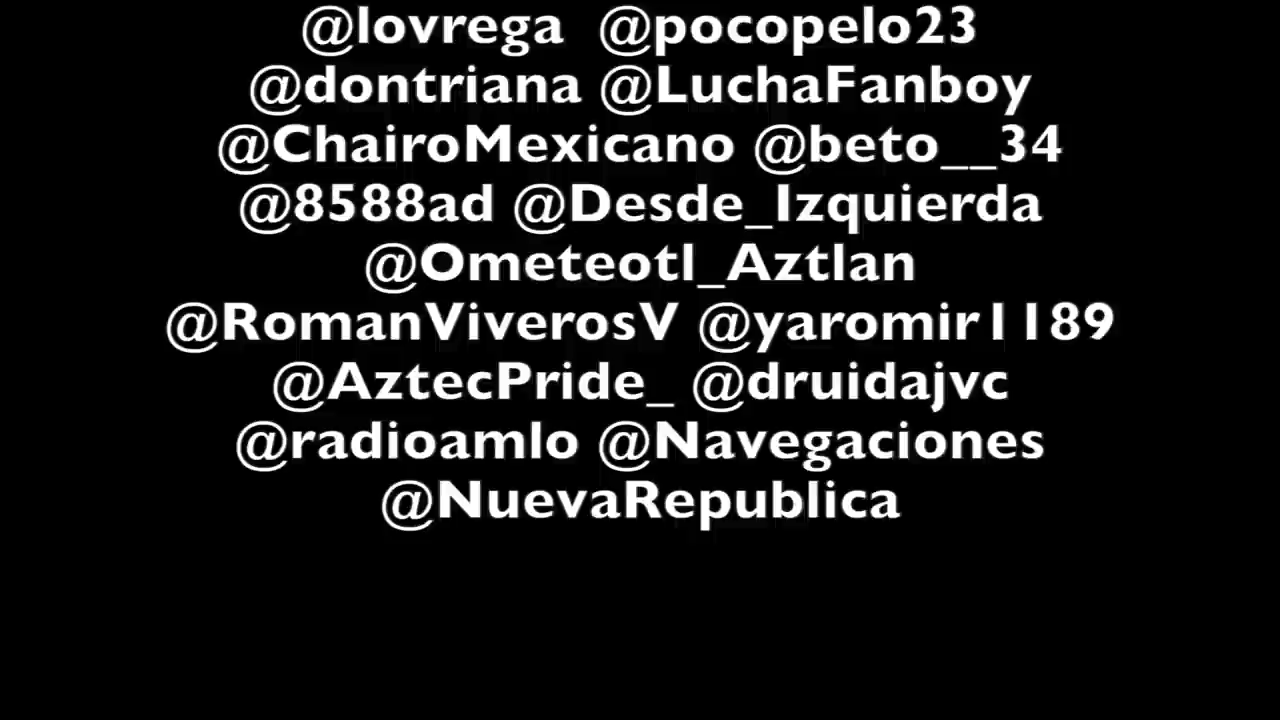 @lovrega @pocopelo23
@dontriana @LuchaFanboy
@ChairoMexicano @beto__34
@8588ad @Desde_Izquierda
@Ometeotl_Aztlan
@RomanViverosV @yaromir1189
@AztecPride_ @druidajvc
@radioamlo @Navegaciones
@NuevaRepublica